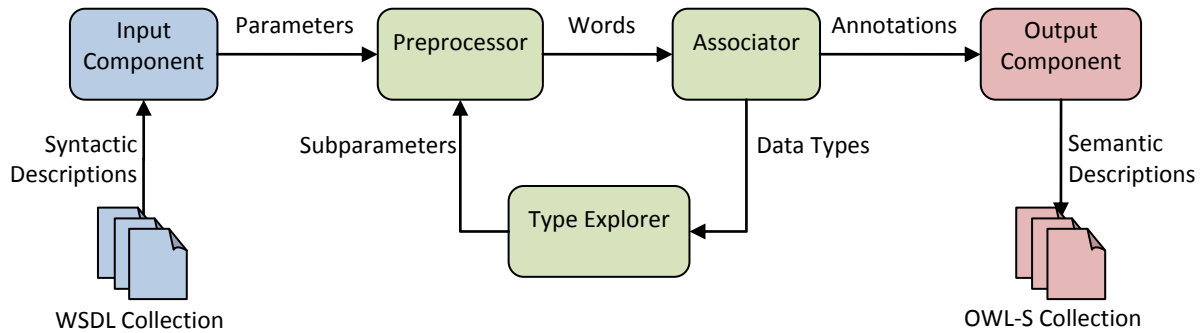 Input
Component
Parameters
Preprocessor
Words
Associator
Annotations
Output
Component
Syntactic
Descriptions
Subparameters
Data Types
Semantic
Descriptions
Type Explorer
WSDL Collection
OWL-S Collection